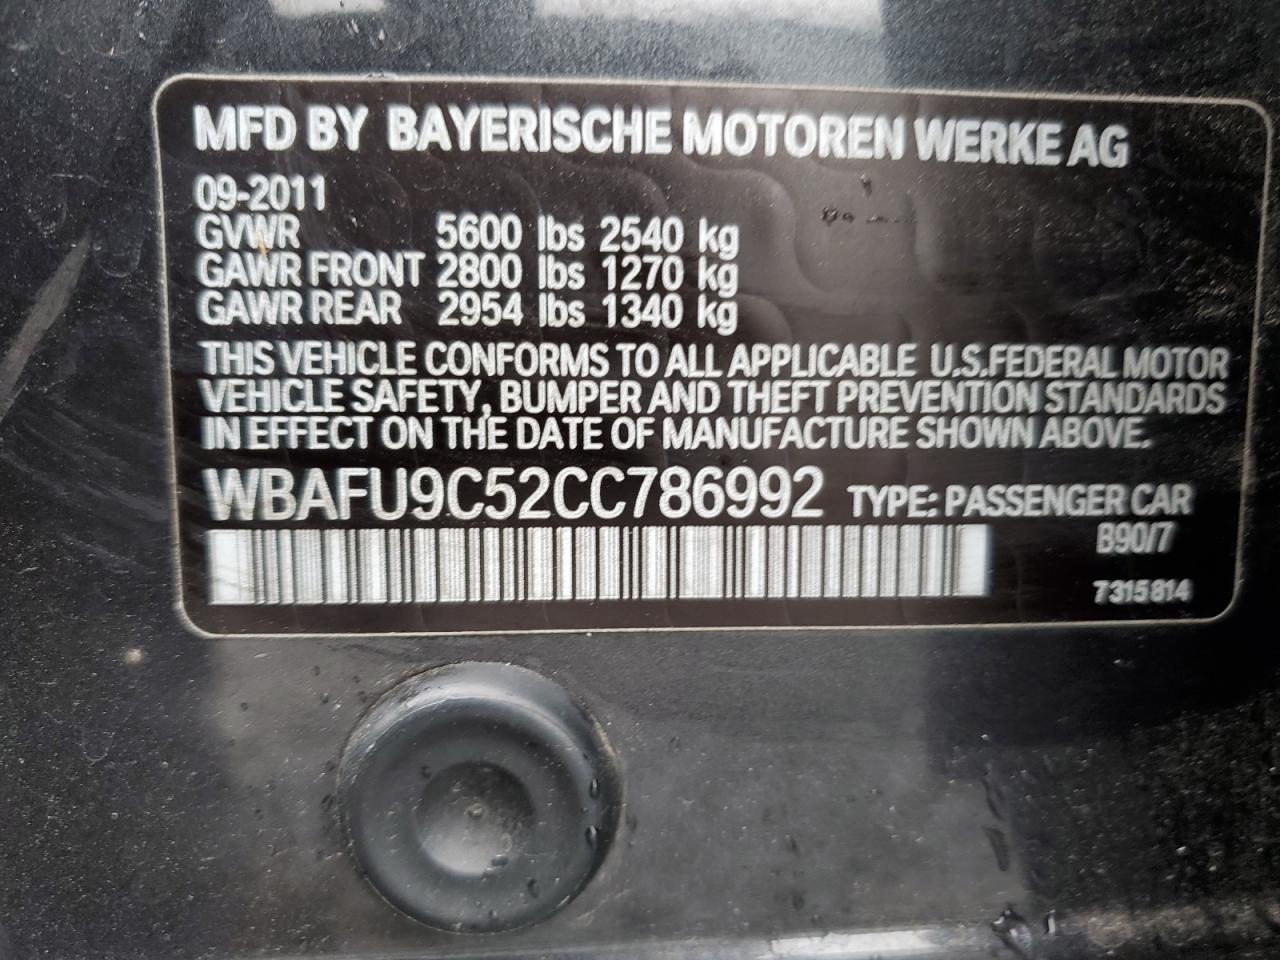 MFD BY BAYERISCHE MOTOREN WERKE AG
09-2011
GVWR 5600 lbs 2540 kg
GAWR FRONT 2800 lbs 1270 kg
GAWR REAR 2954 lbs 1340 kg
THIS VEHICLE CONFORMS TO ALL APPLICABLE U.S.FEDERAL MOTOR
VEHICLE SAFETY, BUMPER AND THEFT PREVENTION STANDARDS
IN EFFECT ON THE DATE OF MANUFACTURE SHOWN ABOVE.
WBAFU9C52CC786992 TYPE: PASSENGER CAR
B90/7
7315814